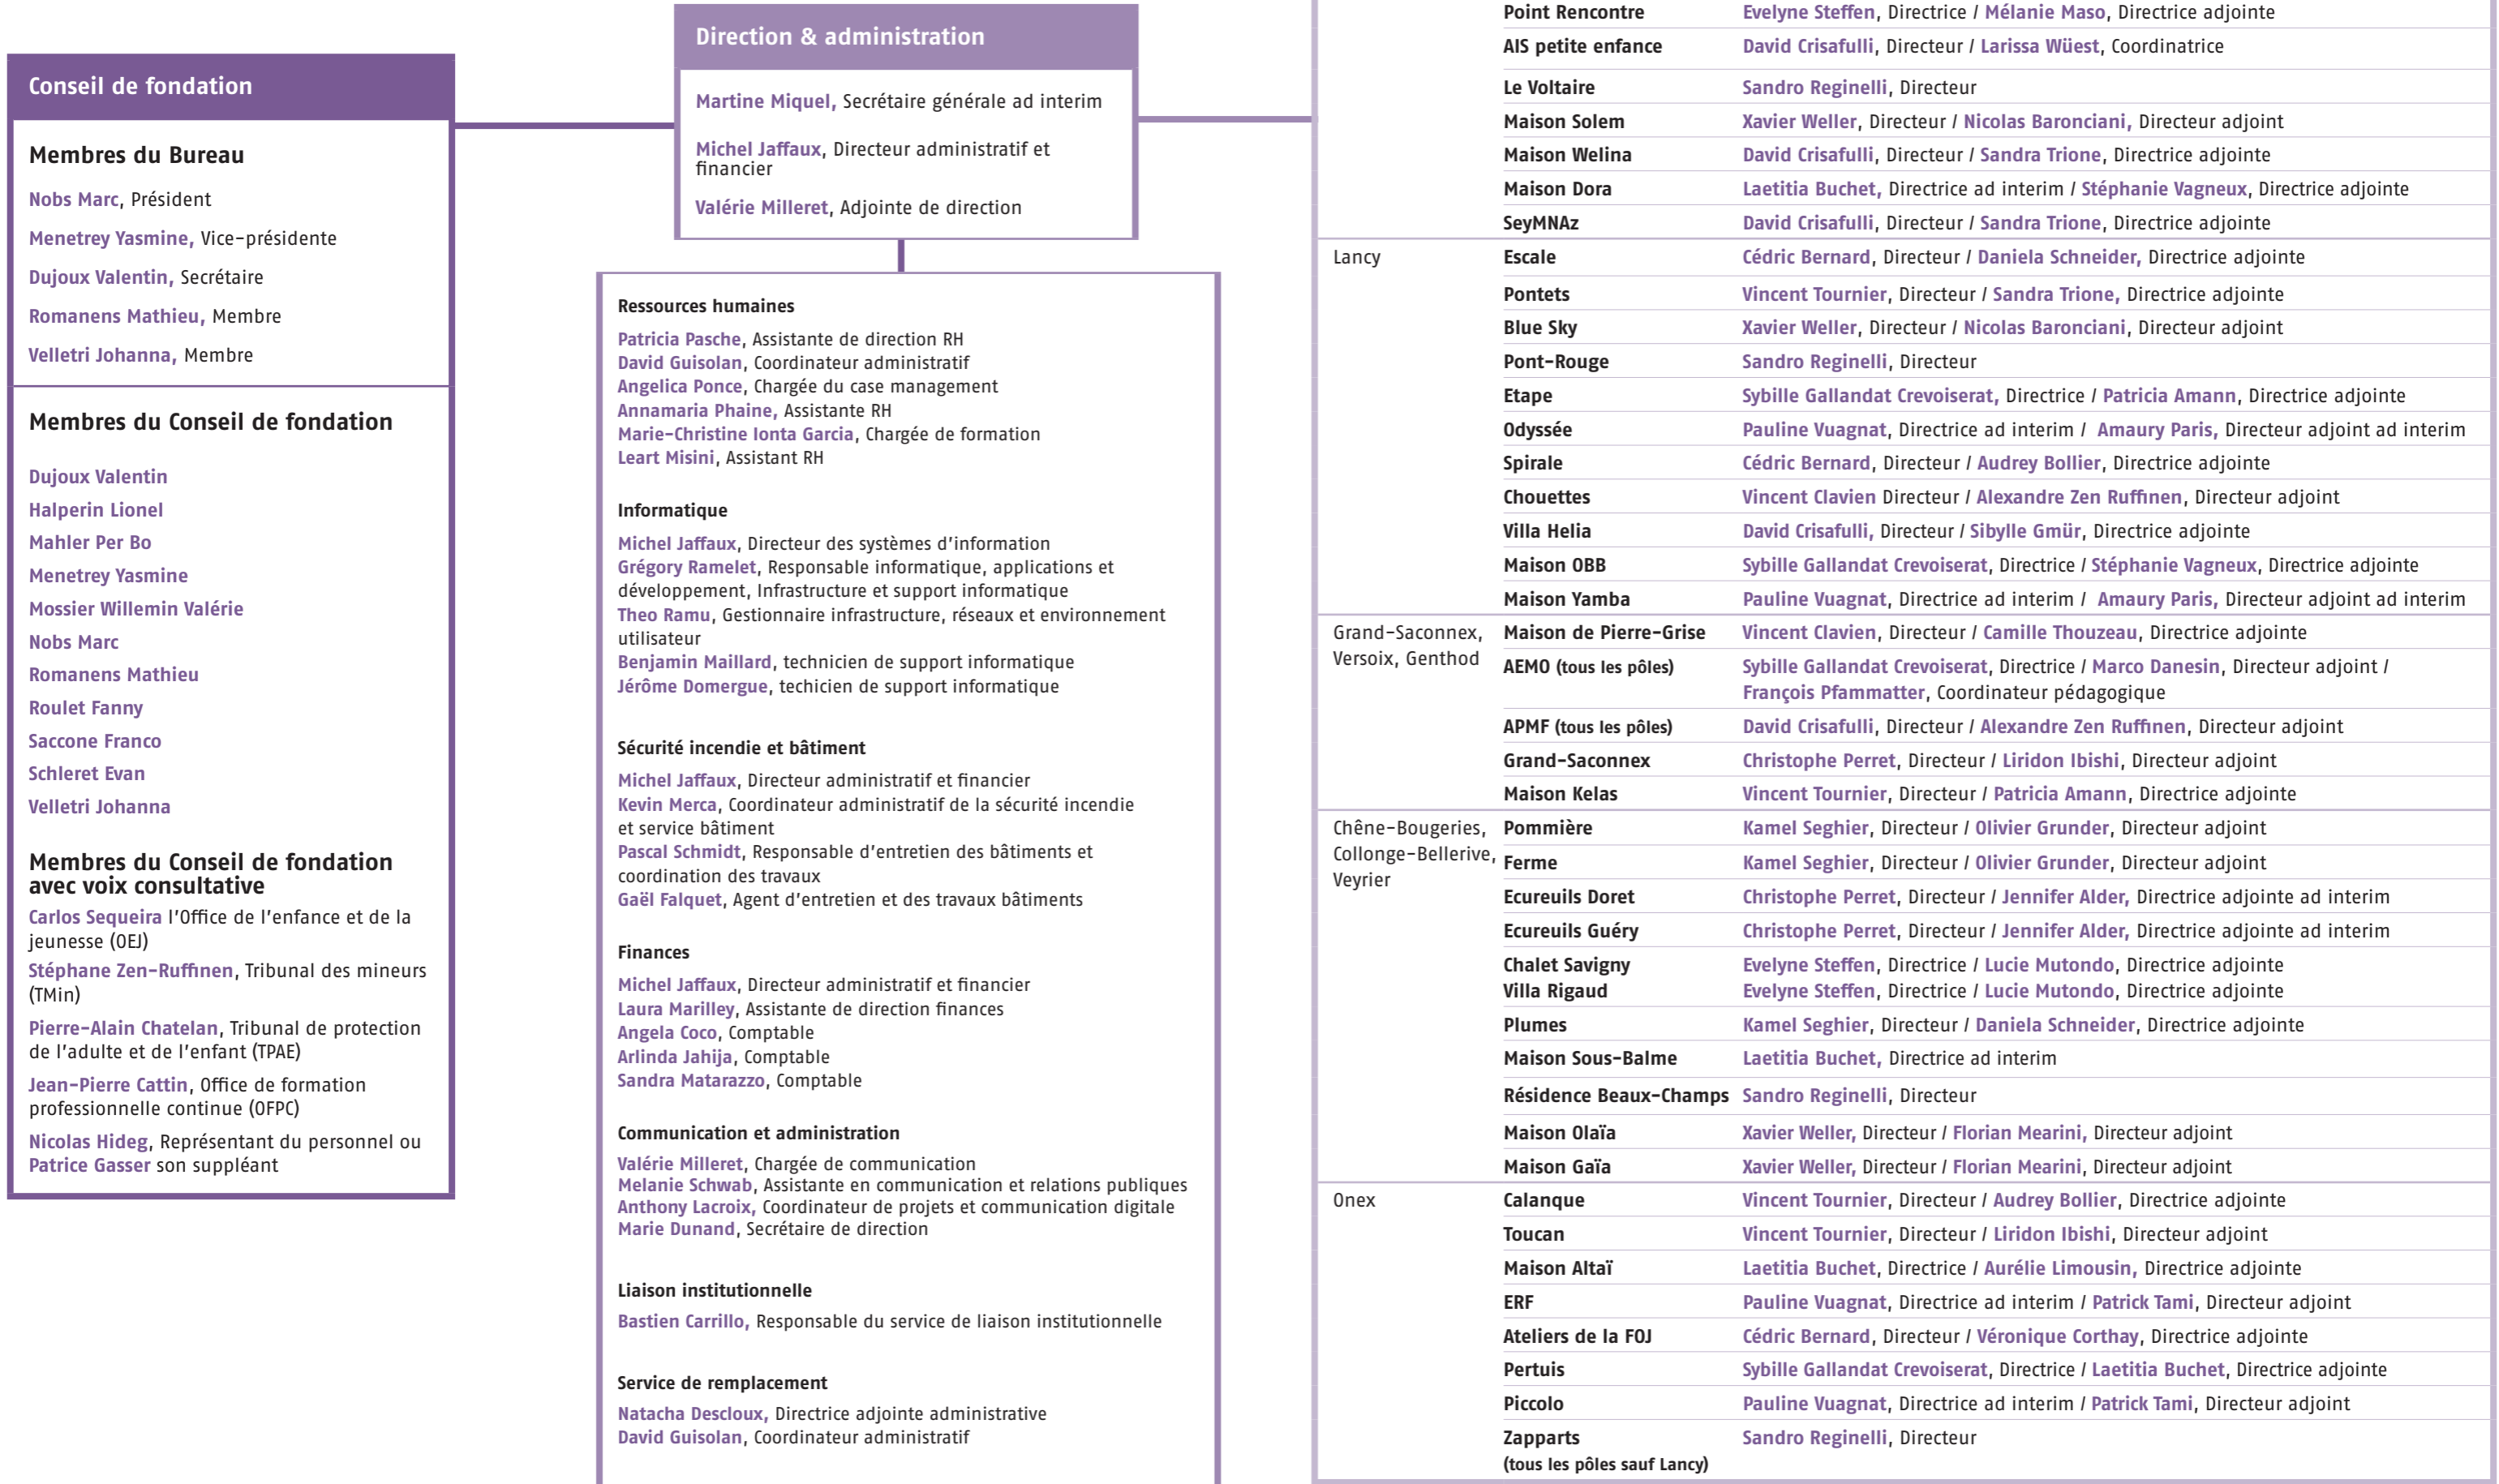 Conseil de fondation
Membres du Bureau
Nobs Marc, Président
Menetrey Yasmine, Vice-présidente
Dujoux Valentin, Secrétaire
Romanens Mathieu, Membre
Velletri Johanna, Membre
Membres du Conseil de fondation
Dujoux Valentin
Halperin Lionel
Mahler Per Bo
Menetrey Yasmine
Mossier Willemin Valérie
Nobs Marc
Romanens Mathieu
Roulet Fanny
Saccone Franco
Schleret Evan
Velletri Johanna
Membres du Conseil de fondation
avec voix consultative
Carlos Sequeira l'Office de l'enfance et de la
jeunesse (OEJ)
Stéphane Zen-Ruffinen, Tribunal des mineurs
(TMin)
Pierre-Alain Chatelan, Tribunal de protection
de l'adulte et de l'enfant (TPAE)
Jean-Pierre Cattin, Office de formation
professionnelle continue (OFPC)
Nicolas Hideg, Représentant du personnel ou
Patrice Gasser son suppléant
Direction & administration
Martine Miquel, Secrétaire générale ad interim
Michel Jaffaux, Directeur administratif et
financier
Valérie Milleret, Adjointe de direction
Ressources humaines
Patricia Pasche, Assistante de direction RH
David Guisolan, Coordinateur administratif
Angelica Ponce, Chargée du case management
Annamaria Phaine, Assistante RH
Marie-Christine Ionta Garcia, Chargée de formation
Leart Misini, Assistant RH
Informatique
Michel Jaffaux, Directeur des systèmes d'information
Grégory Ramelet, Responsable informatique, applications et
développement, Infrastructure et support informatique
Theo Ramu, Gestionnaire infrastructure, réseaux et environnement
utilisateur
Benjamin Maillard, technicien de support informatique
Jérôme Domergue, techicien de support informatique
Sécurité incendie et bâtiment
Michel Jaffaux, Directeur administratif et financier
Kevin Merca, Coordinateur administratif de la sécurité incendie
et service bâtiment
Pascal Schmidt, Responsable d'entretien des bâtiments et
coordination des travaux
Gaël Falquet, Agent d'entretien et des travaux bâtiments
Finances
Michel Jaffaux, Directeur administratif et financier
Laura Marilley, Assistante de direction finances
Angela Coco, Comptable
Arlinda Jahija, Comptable
Sandra Matarazzo, Comptable
Communication et administration
Valérie Milleret, Chargée de communication
Melanie Schwab, Assistante en communication et relations publiques
Anthony Lacroix, Coordinateur de projets et communication digitale
Marie Dunand, Secrétaire de direction
Liaison institutionnelle
Bastien Carrillo, Responsable du service de liaison institutionnelle
Service de remplacement
Natacha Descloux, Directrice adjointe administrative
David Guisolan, Coordinateur administratif
Point Rencontre Evelyne Steffen, Directrice / Mélanie Maso, Directrice adjointe
AIS petite enfance David Crisafulli, Directeur / Larissa Wüest, Coordinatrice
Le Voltaire Sandro Reginelli, Directeur
Maison Solem Xavier Weller, Directeur / Nicolas Baronciani, Directeur adjoint
Maison Welina David Crisafulli, Directeur / Sandra Trione, Directrice adjointe
Maison Dora Laetitia Buchet, Directrice ad interim / Stéphanie Vagneux, Directrice adjointe
SeyMNAz David Crisafulli, Directeur / Sandra Trione, Directrice adjointe
Lancy Escale Cédric Bernard, Directeur / Daniela Schneider, Directrice adjointe
Pontets Vincent Tournier, Directeur / Sandra Trione, Directrice adjointe
Blue Sky Xavier Weller, Directeur / Nicolas Baronciani, Directeur adjoint
Pont-Rouge Sandro Reginelli, Directeur
Etape Sybille Gallandat Crevoiserat, Directrice / Patricia Amann, Directrice adjointe
Odyssée Pauline Vuagnat, Directrice ad interim / Amaury Paris, Directeur adjoint ad interim
Spirale Cédric Bernard, Directeur / Audrey Bollier, Directrice adjointe
Chouettes Vincent Clavien Directeur / Alexandre Zen Ruffinen, Directeur adjoint
Villa Helia David Crisafulli, Directeur / Sibylle Gmür, Directrice adjointe
Maison OBB Sybille Gallandat Crevoiserat, Directrice / Stéphanie Vagneux, Directrice adjointe
Maison Yamba Pauline Vuagnat, Directrice ad interim / Amaury Paris, Directeur adjoint ad interim
Grand-Saconnex, Maison de Pierre-Grise Vincent Clavien, Directeur / Camille Thouzeau, Directrice adjointe
Versoix, Genthod AEMO (tous les pôles) Sybille Gallandat Crevoiserat, Directrice / Marco Danesin, Directeur adjoint /
François Pfammatter, Coordinateur pédagogique
APMF (tous les pôles) David Crisafulli, Directeur / Alexandre Zen Ruffinen, Directeur adjoint
Grand-Saconnex Christophe Perret, Directeur / Liridon Ibishi, Directeur adjoint
Maison Kelas Vincent Tournier, Directeur / Patricia Amann, Directrice adjointe
Chêne-Bougeries, Pommière Kamel Seghier, Directeur / Olivier Grunder, Directeur adjoint
Collonge-Bellerive, Ferme Kamel Seghier, Directeur / Olivier Grunder, Directeur adjoint
Veyrier Ecureuils Doret Christophe Perret, Directeur / Jennifer Alder, Directrice adjointe ad interim
Ecureuils Guéry Christophe Perret, Directeur / Jennifer Alder, Directrice adjointe ad interim
Chalet Savigny Evelyne Steffen, Directrice / Lucie Mutondo, Directrice adjointe
Villa Rigaud Evelyne Steffen, Directrice / Lucie Mutondo, Directrice adjointe
Plumes Kamel Seghier, Directeur / Daniela Schneider, Directrice adjointe
Maison Sous-Balme Laetitia Buchet, Directrice ad interim
Résidence Beaux-Champs Sandro Reginelli, Directeur
Maison Olaïa Xavier Weller, Directeur / Florian Mearini, Directeur adjoint
Maison Gaïa Xavier Weller, Directeur / Florian Mearini, Directeur adjoint
Onex Calanque Vincent Tournier, Directeur / Audrey Bollier, Directrice adjointe
Toucan Vincent Tournier, Directeur / Liridon Ibishi, Directeur adjoint
Maison Altaï Laetitia Buchet, Directrice / Aurélie Limousin, Directrice adjointe
ERF Pauline Vuagnat, Directrice ad interim / Patrick Tami, Directeur adjoint
Ateliers de la FOJ Cédric Bernard, Directeur / Véronique Corthay, Directrice adjointe
Pertuis Sybille Gallandat Crevoiserat, Directrice / Laetitia Buchet, Directrice adjointe
Piccolo Pauline Vuagnat, Directrice ad interim / Patrick Tami, Directeur adjoint
Zapparts Sandro Reginelli, Directeur
(tous les pôles sauf Lancy)